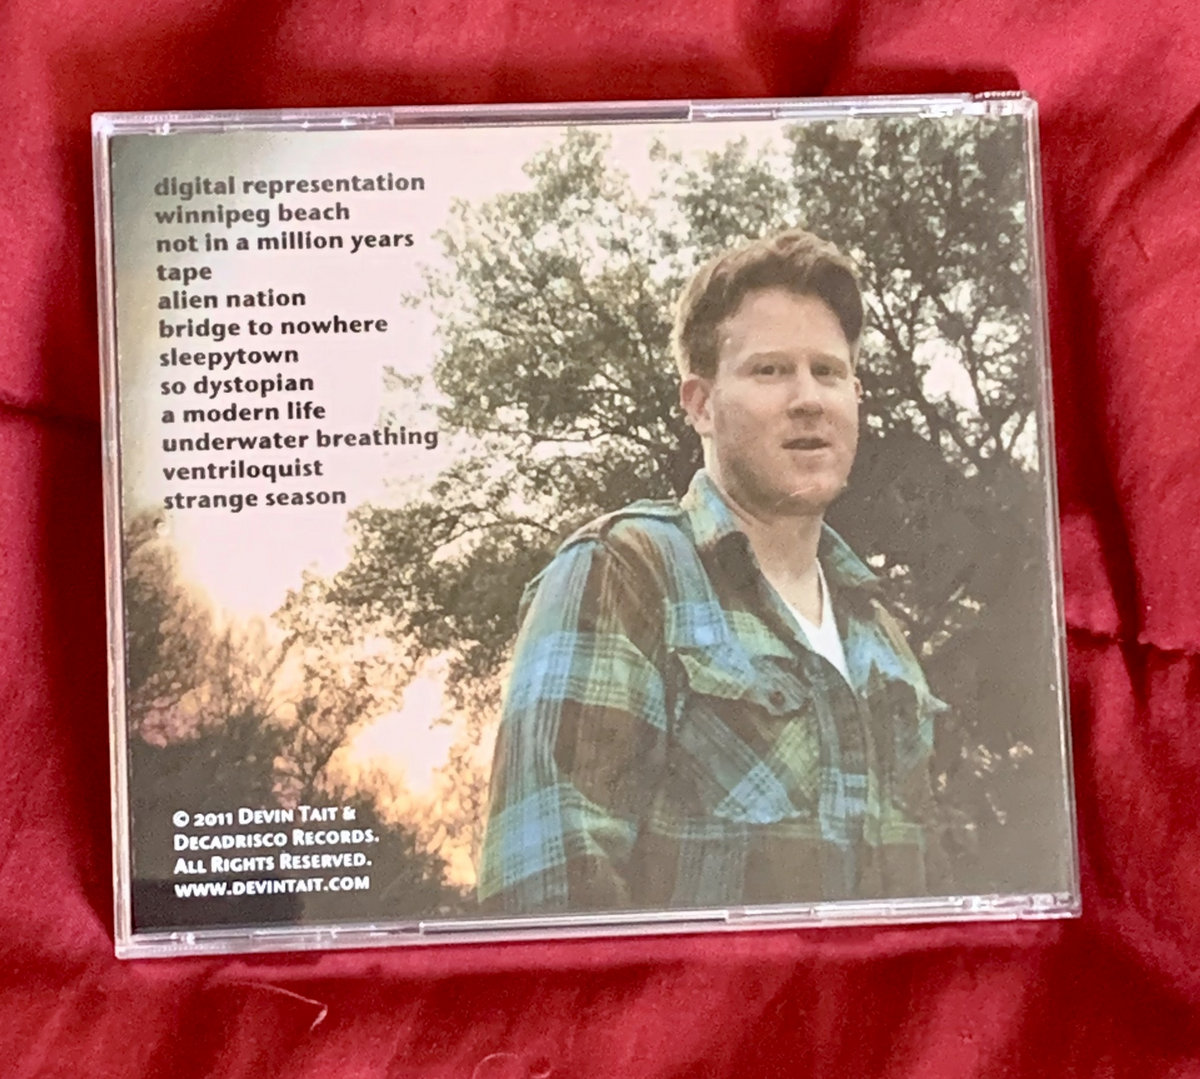 digital representation
winnipeg beach
not in a million years
tape
alien nation
bridge to nowhere
sleepytown
so dystopian
a modern life
underwater breathing
ventriloquist
strange season
© 2011 Devin Tait &
Decadrisco Records.
All Rights Reserved.
www.devintait.com